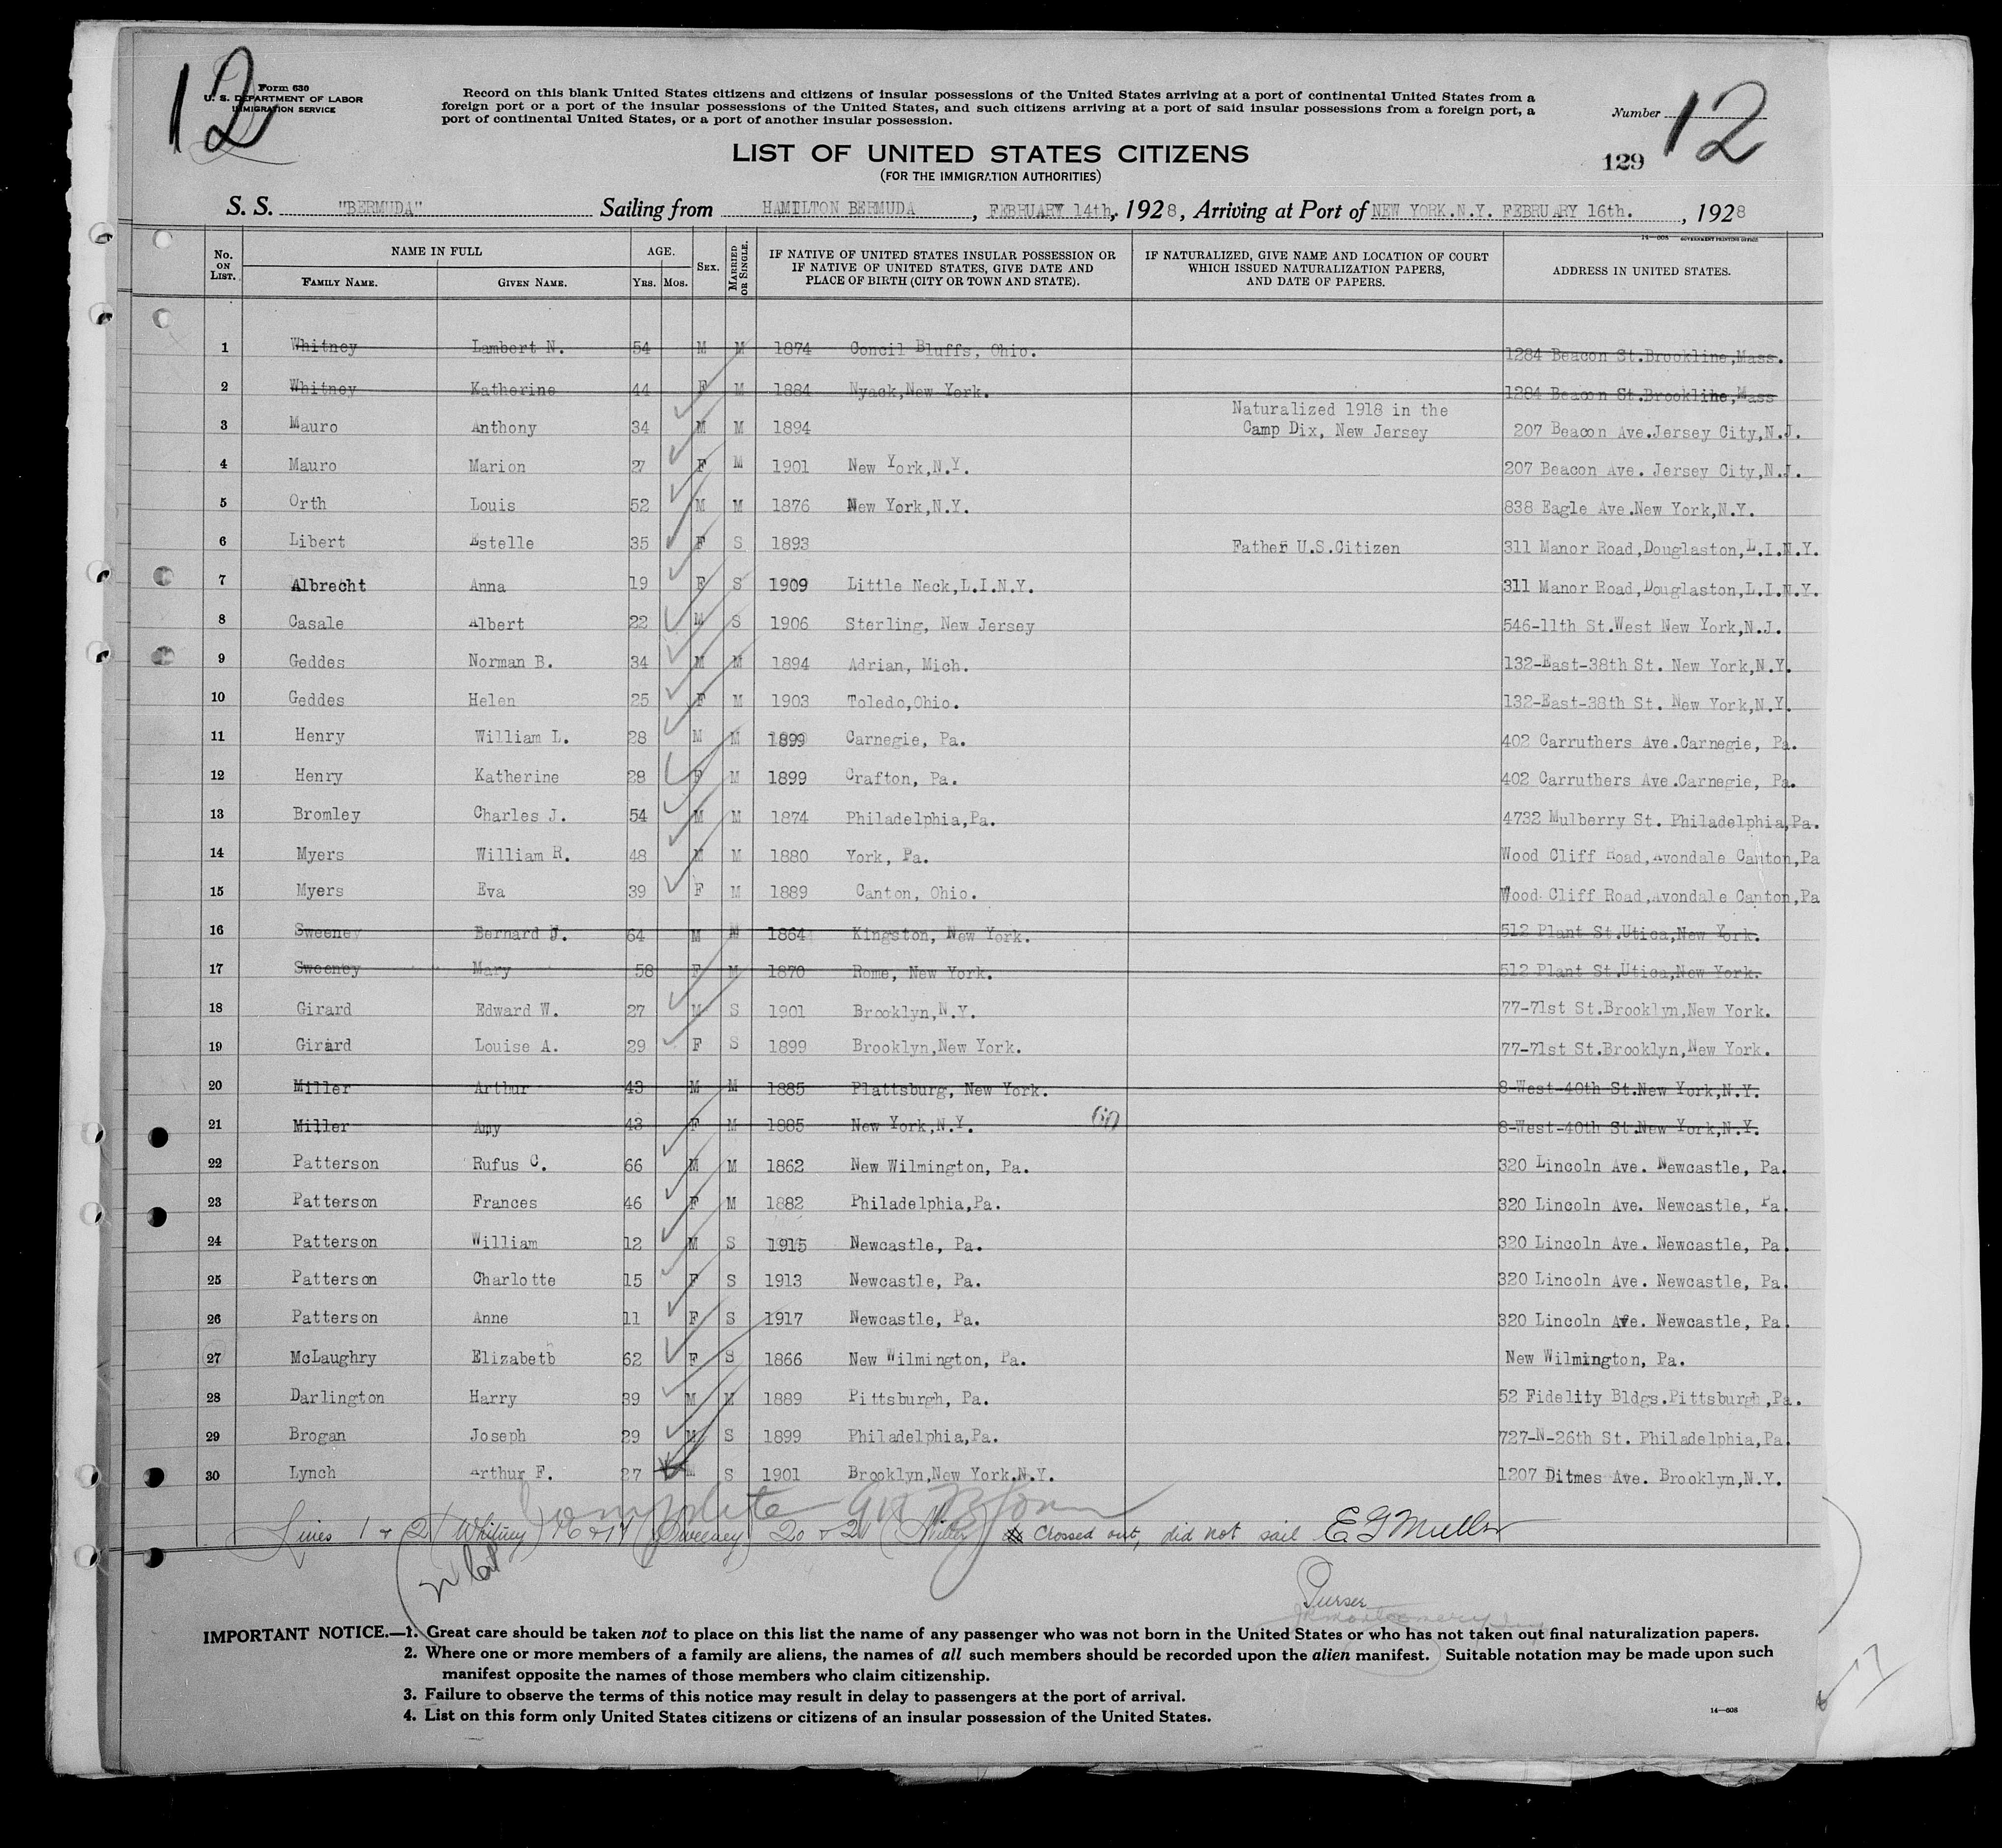 12
Form 630
U. S. DEPARTMENT OF LABOR
IMMIGRATION SERVICE
Record on this blank United States citizens and citizens of insular possessions of the United States arriving at a port of continental United States from a
foreign port or a port of the insular possessions of the United States, and such citizens arriving at a port of said insular possessions from a foreign port, a
port of continental United States, or a port of another insular possession.
Number 12
129
LIST OF UNITED STATES CITIZENS
(FOR THE IMMIGRATION AUTHORITIES)
S. S. "BERMUDA" Sailing from HAMILTON BERMUDA, FEBRUARY 14th, 1928, Arriving at Port of NEW YORK.N.Y. FEBRUARY 16th., 1928
14—608 GOVERNMENT PRINTING OFFICE
No. ON LIST. NAME IN FULL FAMILY NAME. GIVEN NAME. AGE. YRS. MOS. SEX. MARRIED OR SINGLE. IF NATIVE OF UNITED STATES INSULAR POSSESSION OR IF NATIVE OF UNITED STATES, GIVE DATE AND PLACE OF BIRTH (CITY OR TOWN AND STATE). IF NATURALIZED, GIVE NAME AND LOCATION OF COURT WHICH ISSUED NATURALIZATION PAPERS, AND DATE OF PAPERS. ADDRESS IN UNITED STATES.
1 Whitney Lambert N. 54 M M 1874 Concil Bluffs, Ohio. 1284 Beacon St.Brookline,Mass.
2 Whitney Katherine 44 F M 1884 Nyack,New York. 1284 Beacon St.Brookline,Mass
3 Mauro Anthony 34 M M 1894 Naturalized 1918 in the Camp Dix, New Jersey 207 Beacon Ave.Jersey City,N.J.
4 Mauro Marion 27 F M 1901 New York,N.Y. 207 Beacon Ave. Jersey City,N.J.
5 Orth Louis 52 M M 1876 New York,N.Y. 838 Eagle Ave.New York,N.Y.
6 Libert Estelle 35 F S 1893 Father U.S.Citizen 311 Manor Road,Douglaston,L.I.N.Y.
7 Albrecht Anna 19 F S 1909 Little Neck,L.I.N.Y. 311 Manor Road,Douglaston,L.I.N.Y.
8 Casale Albert 22 M S 1906 Sterling, New Jersey 546-11th St.West New York,N.J.
9 Geddes Norman B. 34 M M 1894 Adrian, Mich. 132-East-38th St. New York,N.Y.
10 Geddes Helen 25 F M 1903 Toledo,Ohio. 132-East-38th St. New York,N.Y.
11 Henry William L. 28 M M 1899 Carnegie, Pa. 402 Carruthers Ave.Carnegie, Pa.
12 Henry Katherine 28 F M 1899 Crafton, Pa. 402 Carruthers Ave.Carnegie, Pa.
13 Bromley Charles J. 54 M M 1874 Philadelphia,Pa. 4732 Mulberry St. Philadelphia,Pa.
14 Myers William R. 48 M M 1880 York, Pa. Wood Cliff Road,Avondale Canton,Pa
15 Myers Eva 39 F M 1889 Canton, Ohio. Wood Cliff Road,Avondale Canton,Pa
16 Sweeney Bernard J. 64 M M 1864 Kingston, New York. 512 Plant St.Utica,New York.
17 Sweeney Mary 58 F M 1870 Rome, New York. 512 Plant St.Utica,New York.
18 Girard Edward W. 27 M S 1901 Brooklyn,N.Y. 77-71st St.Brooklyn,New York.
19 Girard Louise A. 29 F S 1899 Brooklyn,New York. 77-71st St.Brooklyn,New York.
20 Miller Arthur 43 M M 1885 Plattsburg, New York. 8-West-40th St.New York,N.Y.
21 Miller Amy 43 F M 1885 New York,N.Y. 8-West-40th St.New York,N.Y.
22 Patterson Rufus C. 66 M M 1862 New Wilmington, Pa. 320 Lincoln Ave. Newcastle, Pa.
23 Patterson Frances 46 F M 1882 Philadelphia,Pa. 320 Lincoln Ave. Newcastle, Pa.
24 Patterson William 12 M S 1915 Newcastle, Pa. 320 Lincoln Ave. Newcastle, Pa.
25 Patterson Charlotte 15 F S 1913 Newcastle, Pa. 320 Lincoln Ave. Newcastle, Pa.
26 Patterson Anne 11 F S 1917 Newcastle, Pa. 320 Lincoln Ave. Newcastle, Pa.
27 McLaughry Elizabetb 62 F S 1866 New Wilmington, Pa. New Wilmington, Pa.
28 Darlington Harry 39 M M 1889 Pittsburgh, Pa. 52 Fidelity Bldgs.Pittsburgh,Pa.
29 Brogan Joseph 29 M S 1899 Philadelphia,Pa. 727-N-26th St. Philadelphia,Pa.
30 Lynch Arthur F. 27 M S 1901 Brooklyn,New York.N.Y. 1207 Ditmes Ave. Brooklyn,N.Y.
Complete
Lines 1 & 2 (Whitney) 16 & 17 (Sweeney) 20 & 21 (Miller) Crossed out, did not sail E G Muller
Purser
IMPORTANT NOTICE.—1. Great care should be taken not to place on this list the name of any passenger who was not born in the United States or who has not taken out final naturalization papers.
2. Where one or more members of a family are aliens, the names of all such members should be recorded upon the alien manifest. Suitable notation may be made upon such
manifest opposite the names of those members who claim citizenship.
3. Failure to observe the terms of this notice may result in delay to passengers at the port of arrival.
4. List on this form only United States citizens or citizens of an insular possession of the United States.
14—608